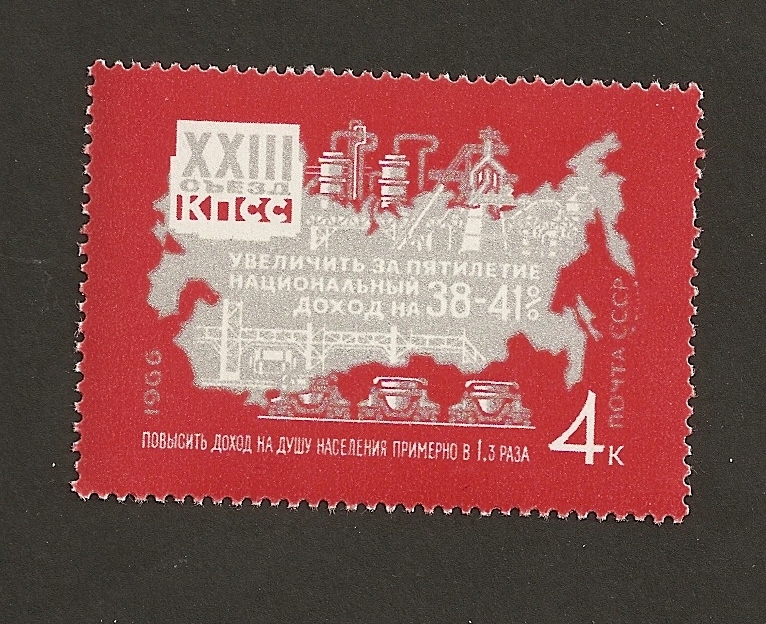 XXIII
СЪЕЗД
КПСС
УВЕЛИЧИТЬ ЗА ПЯТИЛЕТИЕ
НАЦИОНАЛЬНЫЙ
ДОХОД НА 38-41%
1966
ПОЧТА СССР
ПОВЫСИТЬ ДОХОД НА ДУШУ НАСЕЛЕНИЯ ПРИМЕРНО В 1.3 РАЗА
4К